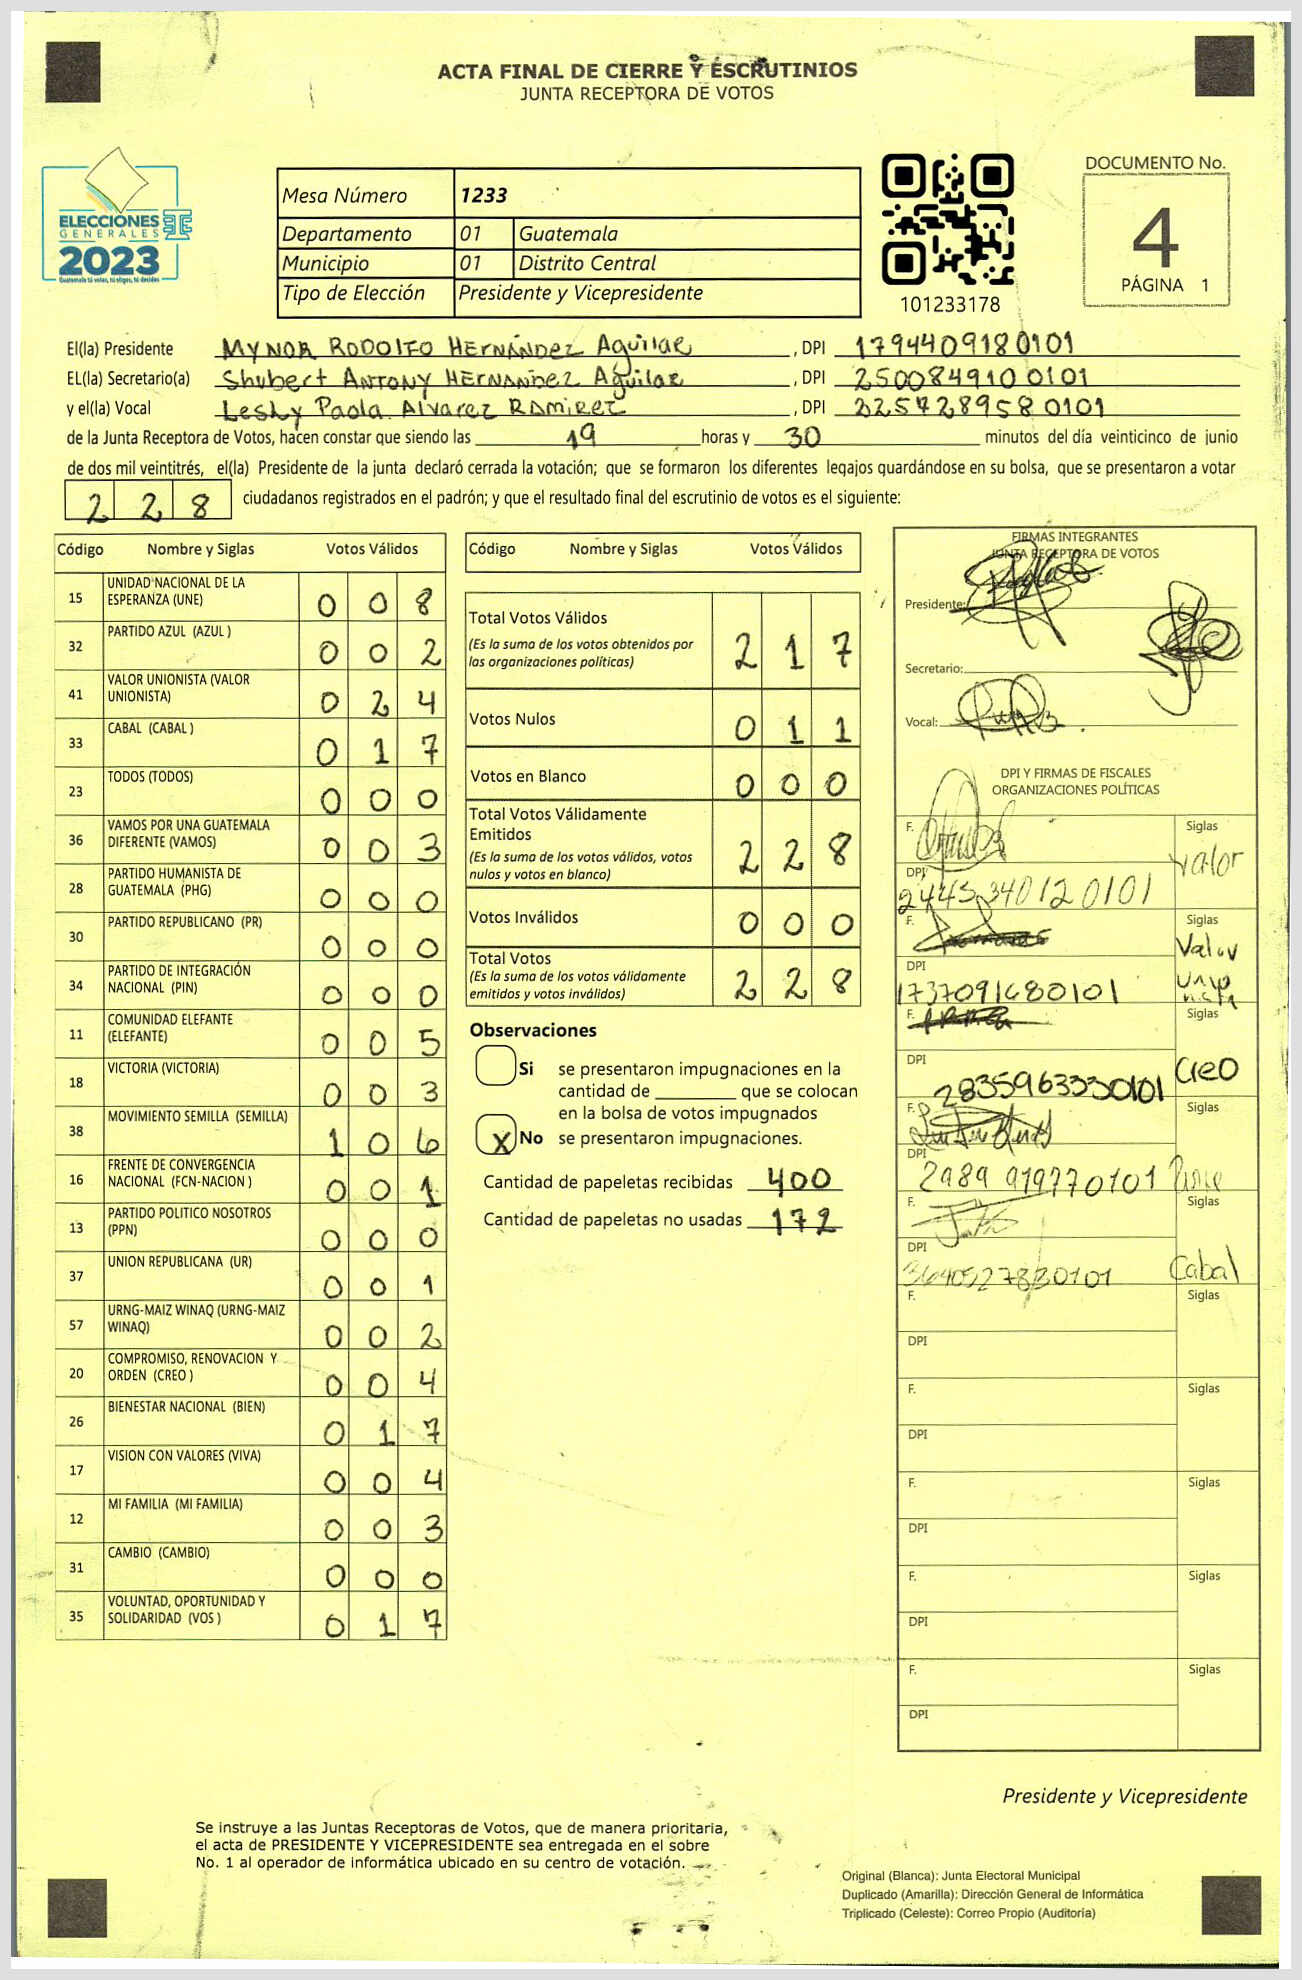 ACTA FINAL DE CIERRE Y ESCRUTINIOS
JUNTA RECEPTORA DE VOTOS
ELECCIONES
GENERALES
2023
Guatemala tú votas, tú eliges, tú decides
Mesa Número 1233
Departamento 01 Guatemala
Municipio 01 Distrito Central
Tipo de Elección Presidente y Vicepresidente
101233178
DOCUMENTO No.
4
PÁGINA 1
El(la) Presidente MYNOR RODOLFO HERNÁNDEZ AguilAR , DPI 1794409180101
EL(la) Secretario(a) Shubert ANTONY HERNANDEZ AguilAR , DPI 2500849100101
y el(la) Vocal Leshy Paola Alvarez RAMIREZ , DPI 2257289580101
de la Junta Receptora de Votos, hacen constar que siendo las 19 horas y 30 minutos del día veinticinco de junio
de dos mil veintitrés, el(la) Presidente de la junta declaró cerrada la votación; que se formaron los diferentes legajos guardándose en su bolsa, que se presentaron a votar
228 ciudadanos registrados en el padrón; y que el resultado final del escrutinio de votos es el siguiente:
Código Nombre y Siglas Votos Válidos
15 UNIDAD NACIONAL DE LA ESPERANZA (UNE) 0 0 8
32 PARTIDO AZUL (AZUL ) 0 0 2
41 VALOR UNIONISTA (VALOR UNIONISTA) 0 2 4
33 CABAL (CABAL ) 0 1 7
23 TODOS (TODOS) 0 0 0
36 VAMOS POR UNA GUATEMALA DIFERENTE (VAMOS) 0 0 3
28 PARTIDO HUMANISTA DE GUATEMALA (PHG) 0 0 0
30 PARTIDO REPUBLICANO (PR) 0 0 0
34 PARTIDO DE INTEGRACIÓN NACIONAL (PIN) 0 0 0
11 COMUNIDAD ELEFANTE (ELEFANTE) 0 0 5
18 VICTORIA (VICTORIA) 0 0 3
38 MOVIMIENTO SEMILLA (SEMILLA) 1 0 6
16 FRENTE DE CONVERGENCIA NACIONAL (FCN-NACION ) 0 0 1
13 PARTIDO POLITICO NOSOTROS (PPN) 0 0 0
37 UNION REPUBLICANA (UR) 0 0 1
57 URNG-MAIZ WINAQ (URNG-MAIZ WINAQ) 0 0 2
20 COMPROMISO, RENOVACION Y ORDEN (CREO ) 0 0 4
26 BIENESTAR NACIONAL (BIEN) 0 1 7
17 VISION CON VALORES (VIVA) 0 0 4
12 MI FAMILIA (MI FAMILIA) 0 0 3
31 CAMBIO (CAMBIO) 0 0 0
35 VOLUNTAD, OPORTUNIDAD Y SOLIDARIDAD (VOS ) 0 1 7
Código Nombre y Siglas Votos Válidos
Total Votos Válidos 2 1 7
(Es la suma de los votos obtenidos por
las organizaciones políticas)
Votos Nulos 0 1 1
Votos en Blanco 0 0 0
Total Votos Válidamente
Emitidos 2 2 8
(Es la suma de los votos válidos, votos
nulos y votos en blanco)
Votos Inválidos 0 0 0
Total Votos 2 2 8
(Es la suma de los votos válidamente
emitidos y votos inválidos)
Observaciones
Si se presentaron impugnaciones en la
cantidad de ________ que se colocan
en la bolsa de votos impugnados
X No se presentaron impugnaciones.
Cantidad de papeletas recibidas 400
Cantidad de papeletas no usadas 172
FIRMAS INTEGRANTES
JUNTA RECEPTORA DE VOTOS
Presidente:
Secretario:
Vocal:
DPI Y FIRMAS DE FISCALES
ORGANIZACIONES POLÍTICAS
F. Siglas
valor
DPI
2445340120101
F. Siglas
Valor
DPI
1737091680101
F. Siglas
DPI
2835963330101 CreO
F. Siglas
DPI
2989 919770101
F. Siglas
DPI
Cabal
F. Siglas
DPI
F. Siglas
DPI
F. Siglas
DPI
F. Siglas
DPI
F. Siglas
DPI
Presidente y Vicepresidente
Se instruye a las Juntas Receptoras de Votos, que de manera prioritaria,
el acta de PRESIDENTE Y VICEPRESIDENTE sea entregada en el sobre
No. 1 al operador de informática ubicado en su centro de votación.
Original (Blanca): Junta Electoral Municipal
Duplicado (Amarilla): Dirección General de Informática
Triplicado (Celeste): Correo Propio (Auditoría)